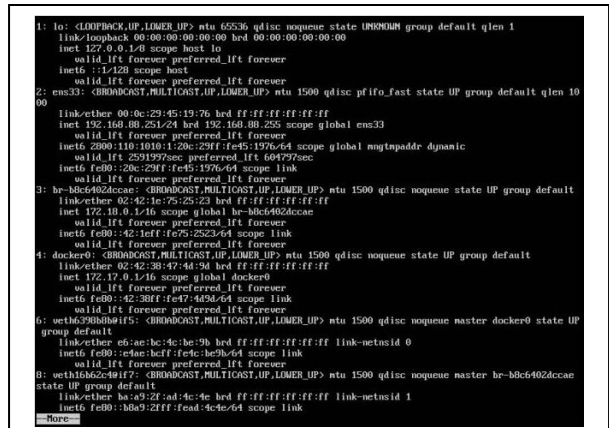 1: lo: <LOOPBACK,UP,LOWER_UP> mtu 65536 qdisc noqueue state UNKNOWN group default qlen 1
link/loopback 00:00:00:00:00:00 brd 00:00:00:00:00:00
inet 127.0.0.1/8 scope host lo
valid_lft forever preferred_lft forever
inet6 ::1/128 scope host
valid_lft forever preferred_lft forever
2: ens33: <BROADCAST,MULTICAST,UP,LOWER_UP> mtu 1500 qdisc pfifo_fast state UP group default qlen 10
00
link/ether 00:0c:29:45:19:76 brd ff:ff:ff:ff:ff:ff
inet 192.168.88.251/24 brd 192.168.88.255 scope global ens33
valid_lft forever preferred_lft forever
inet6 2800:110:1010:1:20c:29ff:fe45:1976/64 scope global mngtmpaddr dynamic
valid_lft 2591997sec preferred_lft 604797sec
inet6 fe80::20c:29ff:fe45:1976/64 scope link
valid_lft forever preferred_lft forever
3: br-b8c6402dccae: <BROADCAST,MULTICAST,UP,LOWER_UP> mtu 1500 qdisc noqueue state UP group default
link/ether 02:42:1e:75:25:23 brd ff:ff:ff:ff:ff:ff
inet 172.18.0.1/16 scope global br-b8c6402dccae
valid_lft forever preferred_lft forever
inet6 fe80::42:1eff:fe75:2523/64 scope link
valid_lft forever preferred_lft forever
4: docker0: <BROADCAST,MULTICAST,UP,LOWER_UP> mtu 1500 qdisc noqueue state UP group default
link/ether 02:42:38:47:4d:9d brd ff:ff:ff:ff:ff:ff
inet 172.17.0.1/16 scope global docker0
valid_lft forever preferred_lft forever
inet6 fe80::42:38ff:fe47:4d9d/64 scope link
valid_lft forever preferred_lft forever
6: veth6398b8b@if5: <BROADCAST,MULTICAST,UP,LOWER_UP> mtu 1500 qdisc noqueue master docker0 state UP
group default
link/ether e6:ae:bc:4c:be:9b brd ff:ff:ff:ff:ff:ff link-netnsid 0
inet6 fe80::e4ae:bcff:fe4c:be9b/64 scope link
valid_lft forever preferred_lft forever
8: veth16b62c4@if7: <BROADCAST,MULTICAST,UP,LOWER_UP> mtu 1500 qdisc noqueue master br-b8c6402dccae
state UP group default
link/ether ba:a9:2f:ad:4c:4e brd ff:ff:ff:ff:ff:ff link-netnsid 1
inet6 fe80::b8a9:2fff:fead:4c4e/64 scope link
--More--